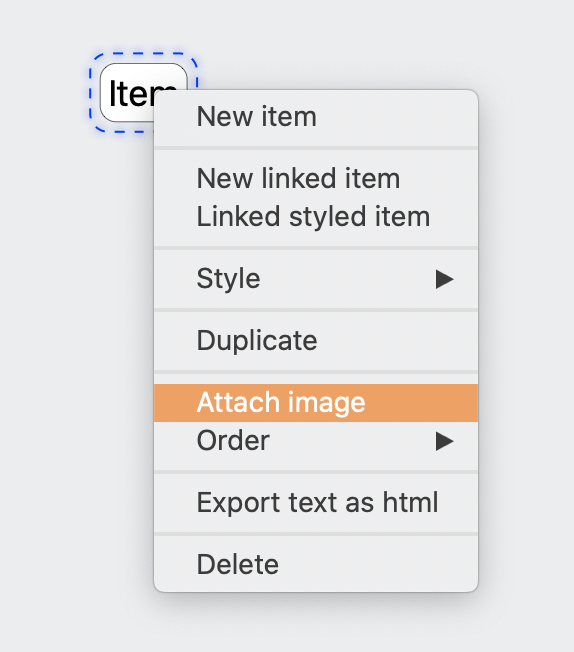 Item
New item
New linked item
Linked styled item
Style
Duplicate
Attach image
Order
Export text as html
Delete